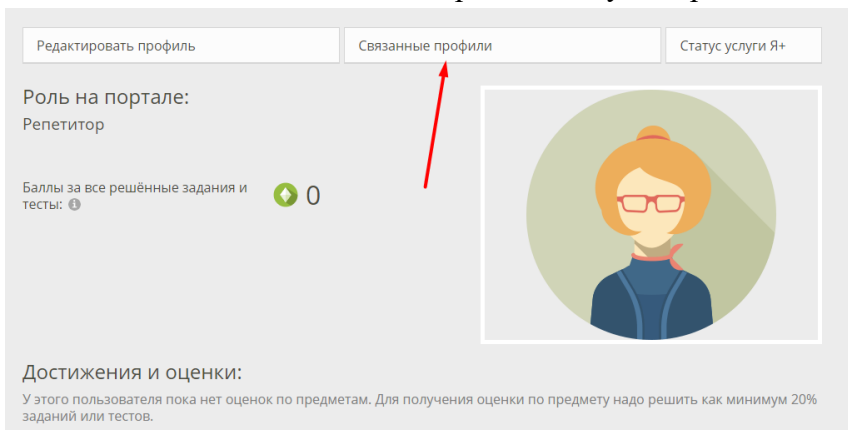 Редактировать профиль
Связанные профили
Статус услуги Я+
Роль на портале:
Репетитор
Баллы за все решённые задания и
тесты:
0
Достижения и оценки:
У этого пользователя пока нет оценок по предметам. Для получения оценки по предмету надо решить как минимум 20%
заданий или тестов.